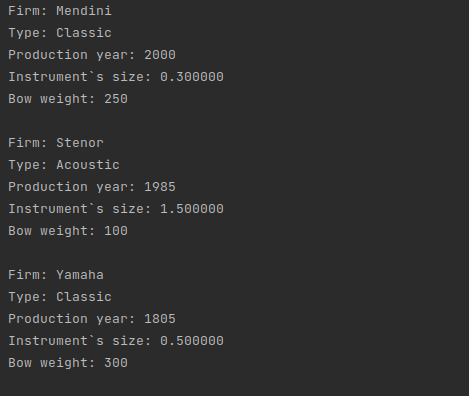 Firm: Mendini
Type: Classic
Production year: 2000
Instrument`s size: 0.300000
Bow weight: 250
Firm: Stenor
Type: Acoustic
Production year: 1985
Instrument`s size: 1.500000
Bow weight: 100
Firm: Yamaha
Type: Classic
Production year: 1805
Instrument`s size: 0.500000
Bow weight: 300